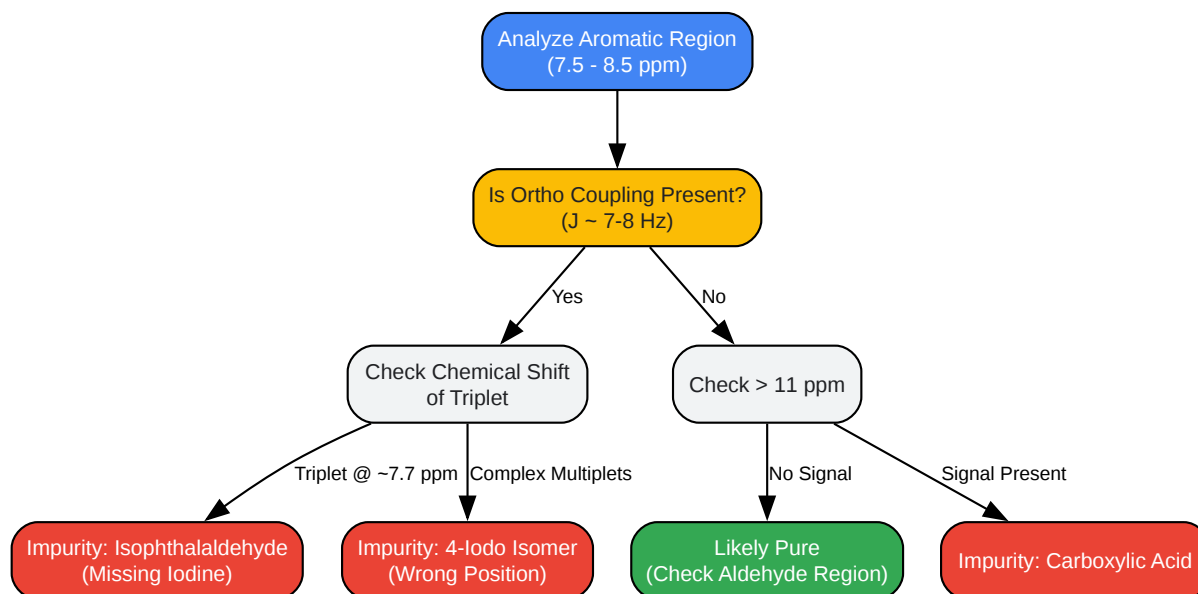 Analyze Aromatic Region
(7.5 - 8.5 ppm)
Is Ortho Coupling Present?
(J ~ 7-8 Hz)
Yes
No
Check Chemical Shift
of Triplet
Check > 11 ppm
Triplet @ ~7.7 ppm
Complex Multiplets
No Signal
Signal Present
Impurity: Isophthalaldehyde
(Missing Iodine)
Impurity: 4-Iodo Isomer
(Wrong Position)
Likely Pure
(Check Aldehyde Region)
Impurity: Carboxylic Acid